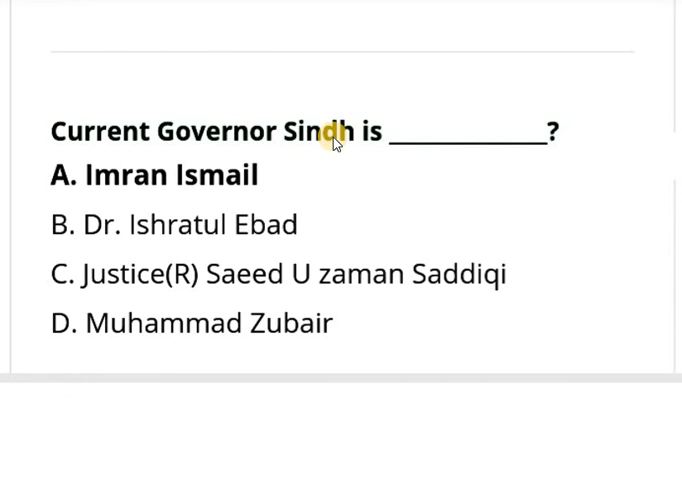 Current Governor Sindh is ____________?
A. Imran Ismail
B. Dr. Ishratul Ebad
C. Justice(R) Saeed U zaman Saddiqi
D. Muhammad Zubair